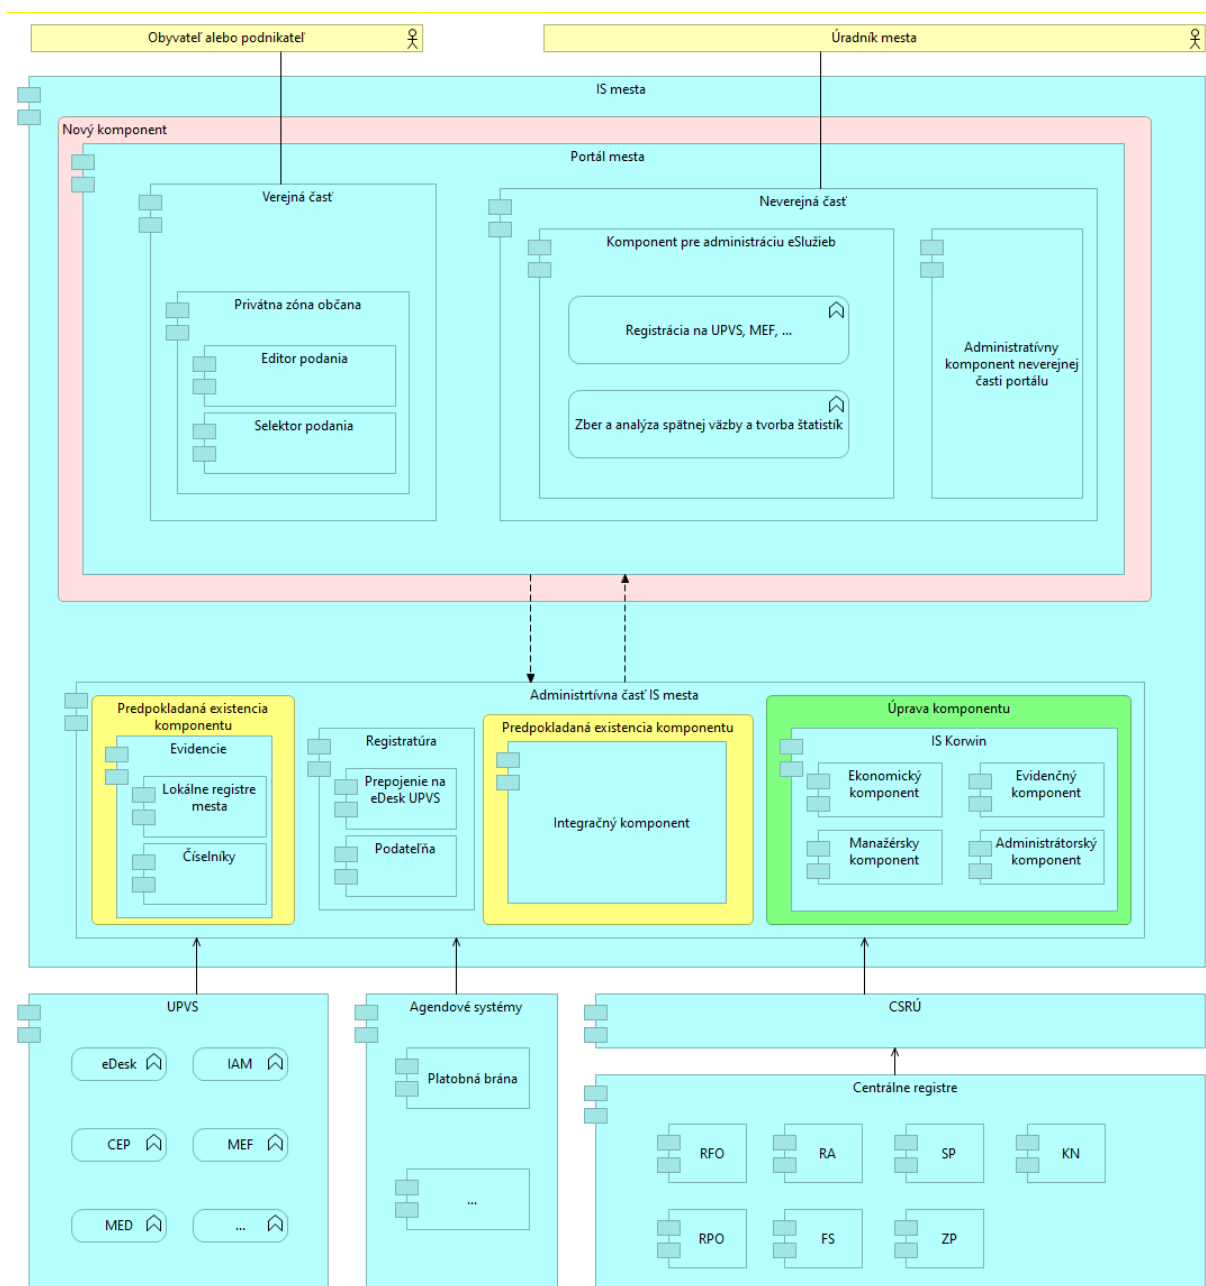 Obyvateľ alebo podnikateľ
Úradník mesta
IS mesta
Nový komponent
Portál mesta
Verejná časť
Neverejná časť
Komponent pre administráciu eSlužieb
Privátna zóna občana
Editor podania
Selektor podania
Registrácia na UPVS, MEF, ...
Zber a analýza spätnej väzby a tvorba štatistík
Administratívny
komponent neverejnej
časti portálu
Administrtívna časť IS mesta
Predpokladaná existencia
komponentu
Evidencie
Lokálne registre
mesta
Číselníky
Registratúra
Prepojenie na
eDesk UPVS
Podateľňa
Predpokladaná existencia komponentu
Integračný komponent
Úprava komponentu
IS Korwin
Ekonomický
komponent
Evidenčný
komponent
Manažérsky
komponent
Administrátorský
komponent
UPVS
eDesk
IAM
CEP
MEF
MED
...
Agendové systémy
Platobná brána
...
CSRÚ
Centrálne registre
RFO
RA
SP
KN
RPO
FS
ZP